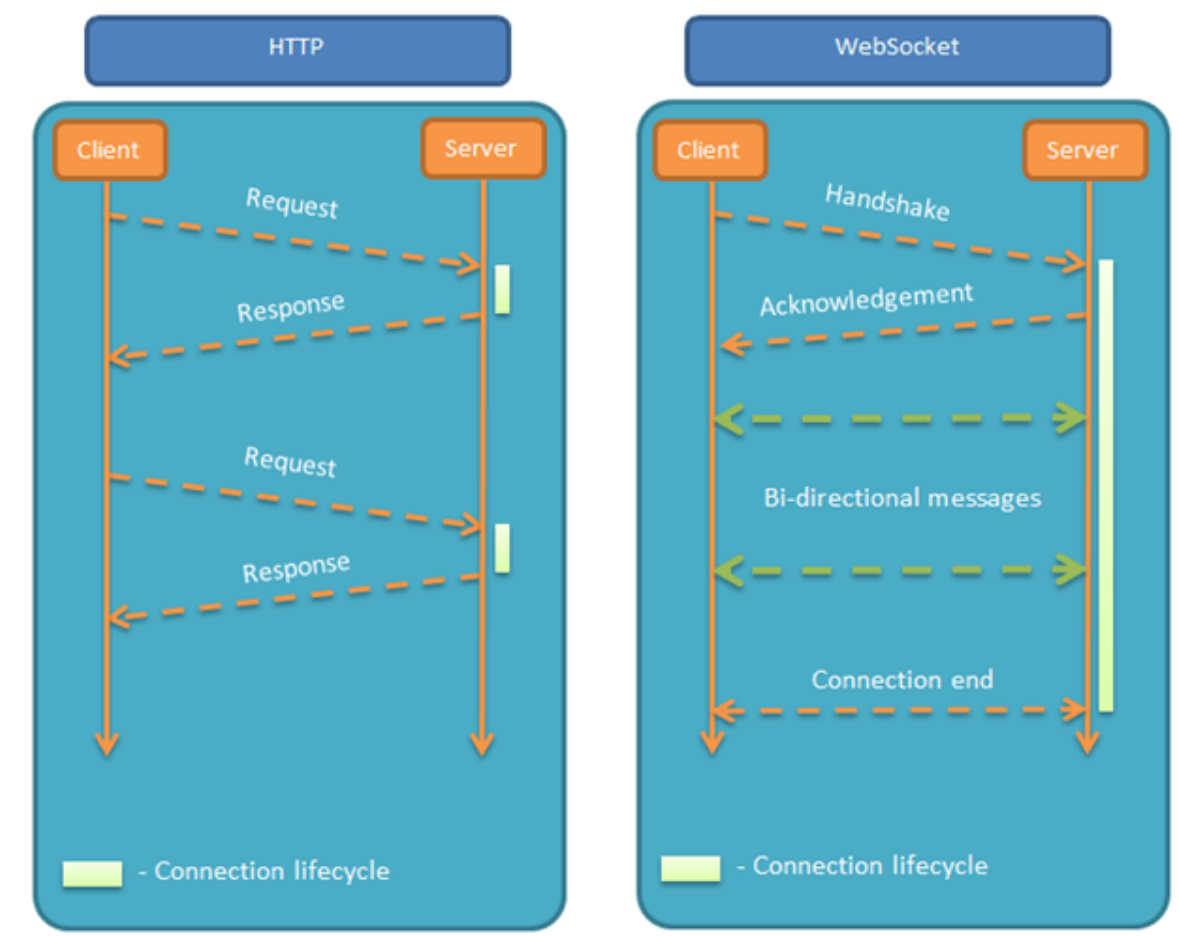 HTTP
Client
Server
Request
Response
Request
Response
- Connection lifecycle
WebSocket
Client
Server
Handshake
Acknowledgement
Bi-directional messages
Connection end
- Connection lifecycle